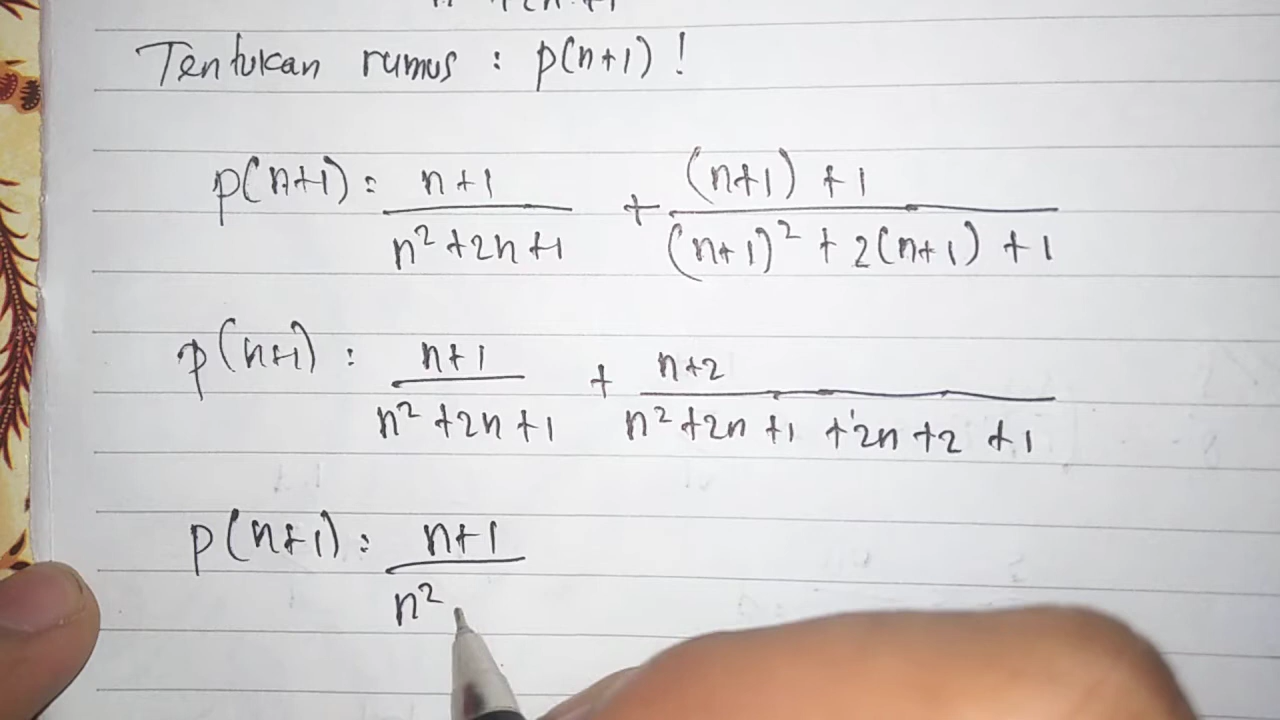 Tentukan rumus : p(n+1) !
p(n+1) : n+1 / n² + 2n + 1 + (n+1) + 1 / (n+1)² + 2(n+1) + 1
p(n+1) : n+1 / n² + 2n + 1 + n+2 / n² + 2n + 1 + 2n + 2 + 1
p(n+1) : n+1 / n²